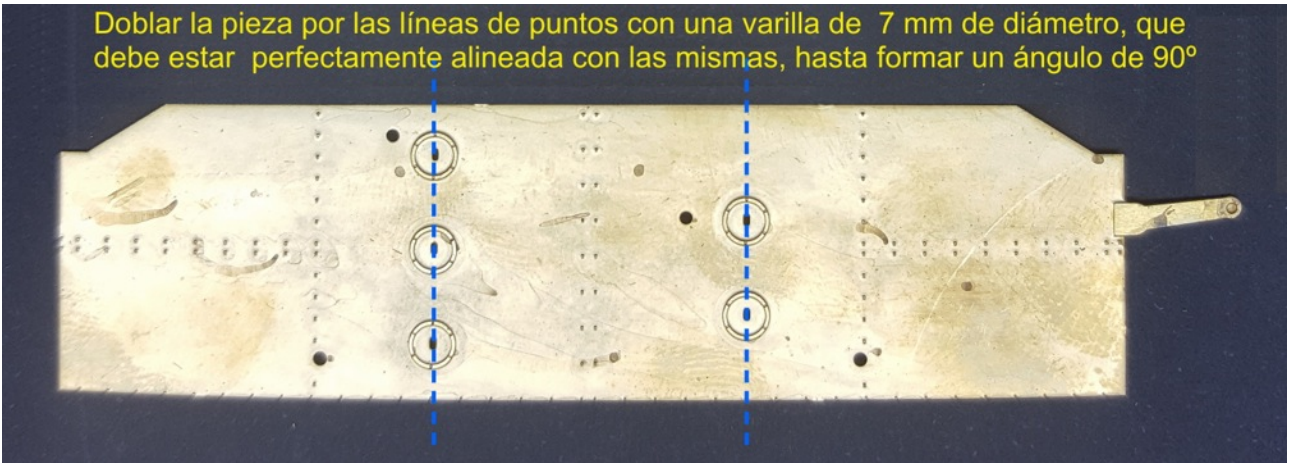 Doblar la pieza por las líneas de puntos con una varilla de  7 mm de diámetro, que
debe estar  perfectamente alineada con las mismas, hasta formar un ángulo de 90º